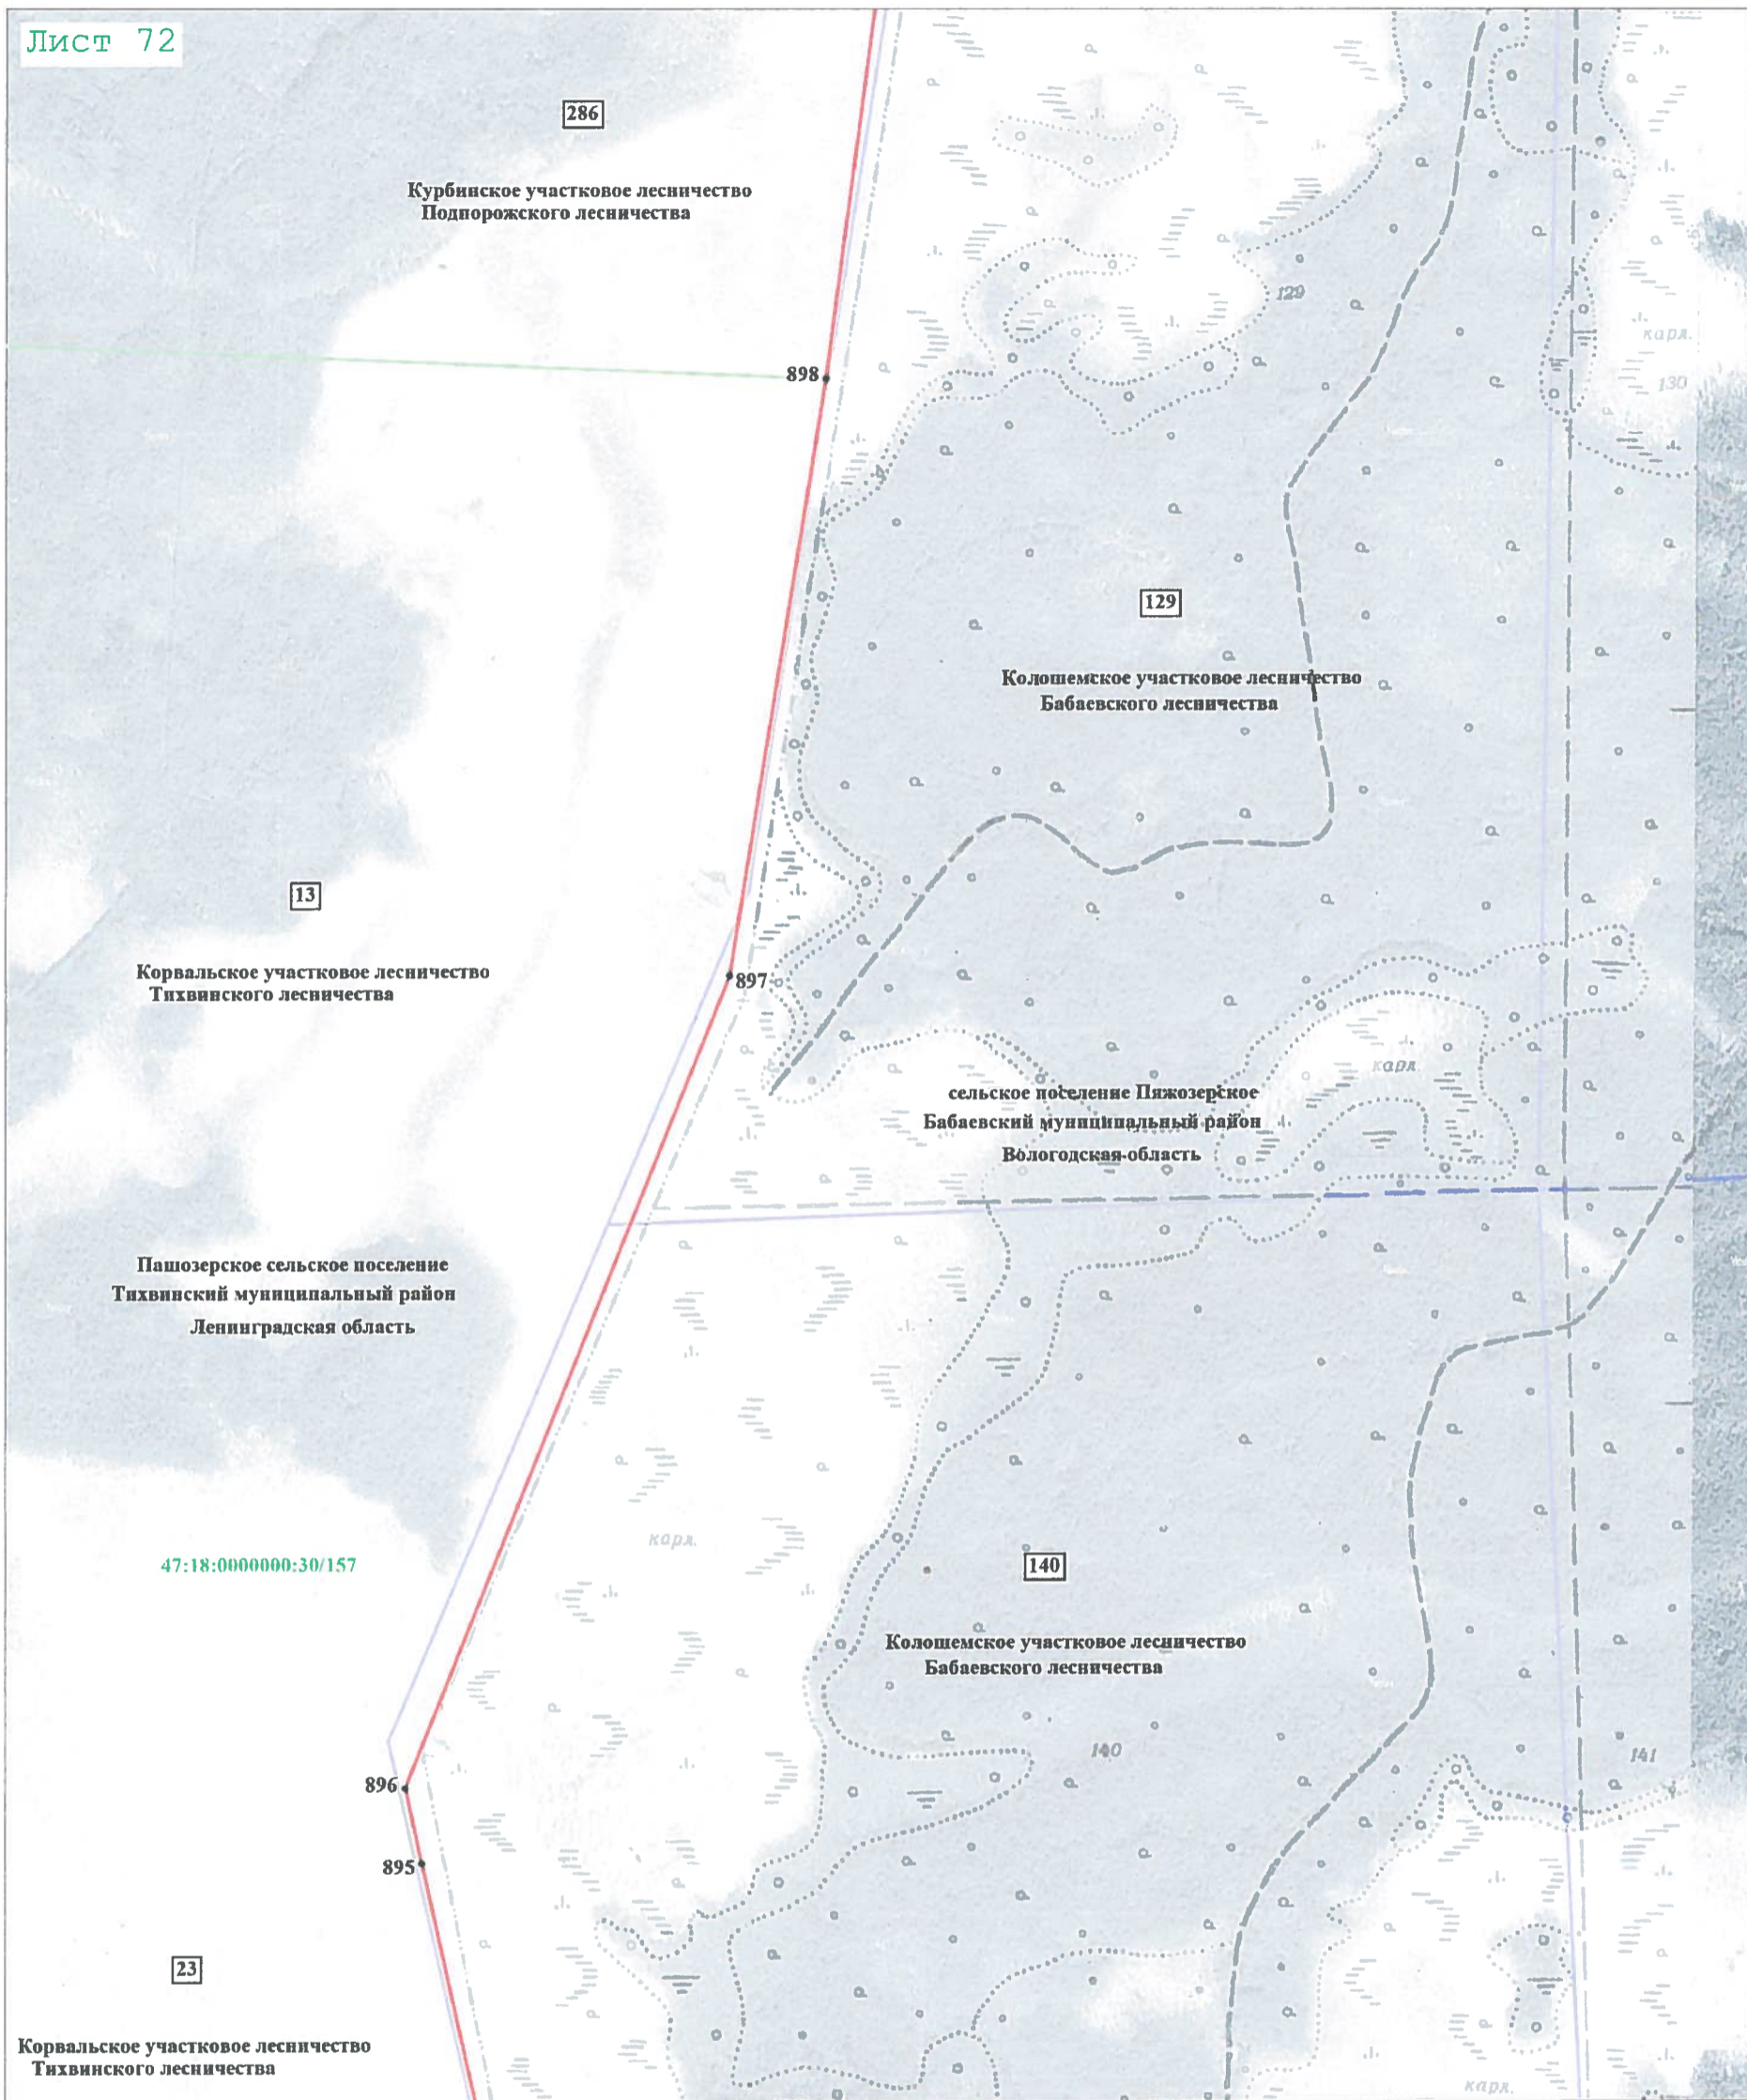 Лист 72
286
Курбинское участковое лесничество
Подпорожского лесничества
129
карл.
130
898
129
Колошемское участковое лесничество
Бабаевского лесничества
13
Корвальское участковое лесничество
Тихвинского лесничества
897
карл.
сельское поселение Пяжозерское
Бабаевский муниципальный район
Вологодская область
Пашозерское сельское поселение
Тихвинский муниципальный район
Ленинградская область
карл.
47:18:0000000:30/157
140
Колошемское участковое лесничество
Бабаевского лесничества
140
141
896
895
23
Корвальское участковое лесничество
Тихвинского лесничества
карл.